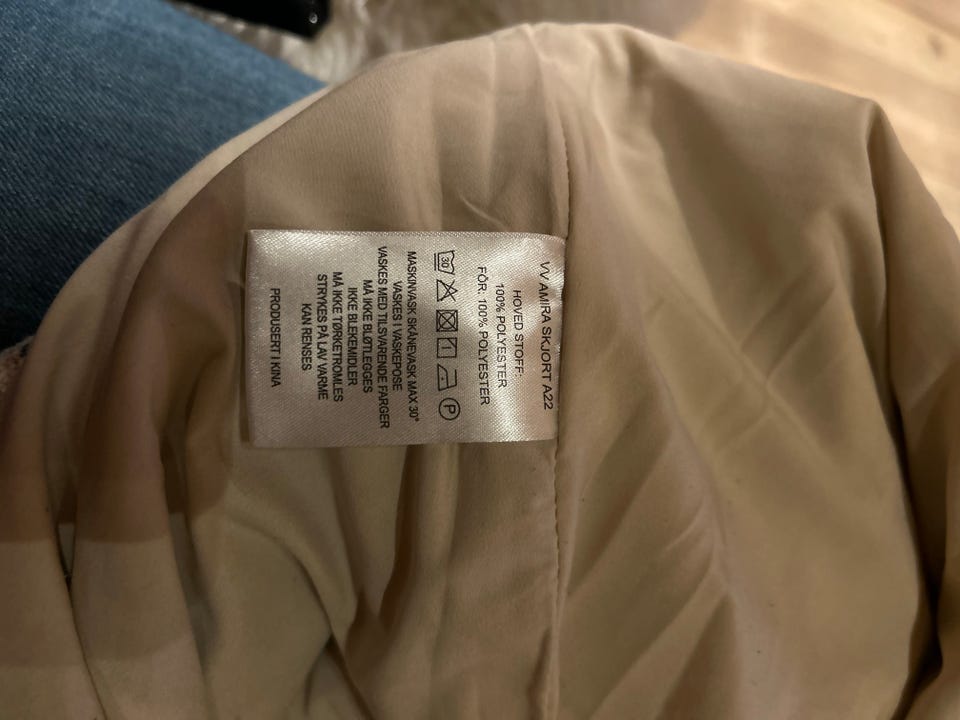 VV AMIRA SKJORT A22
HOVED STOFF:
100% POLYESTER
FÔR: 100% POLYESTER
30 P
MASKINVASK SKÅNEVASK MAX 30°
VASKES I VASKEPOSE
VASKES MED TILSVARENDE FARGER
MÅ IKKE BLØTLEGGES
IKKE BLEKEMIDLER
MÅ IKKE TØRKETROMLES
STRYKES PÅ LAV VARME
KAN RENSES
PRODUSERT I KINA